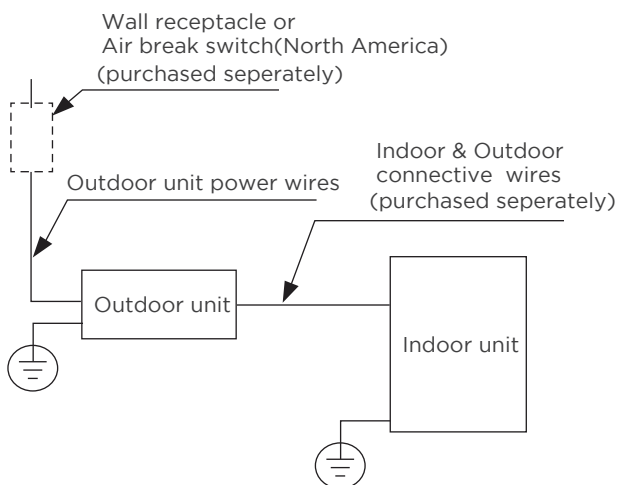 Wall receptacle or
Air break switch(North America)
(purchased seperately)
Indoor & Outdoor
connective wires
(purchased seperately)
Outdoor unit power wires
Outdoor unit
Indoor unit